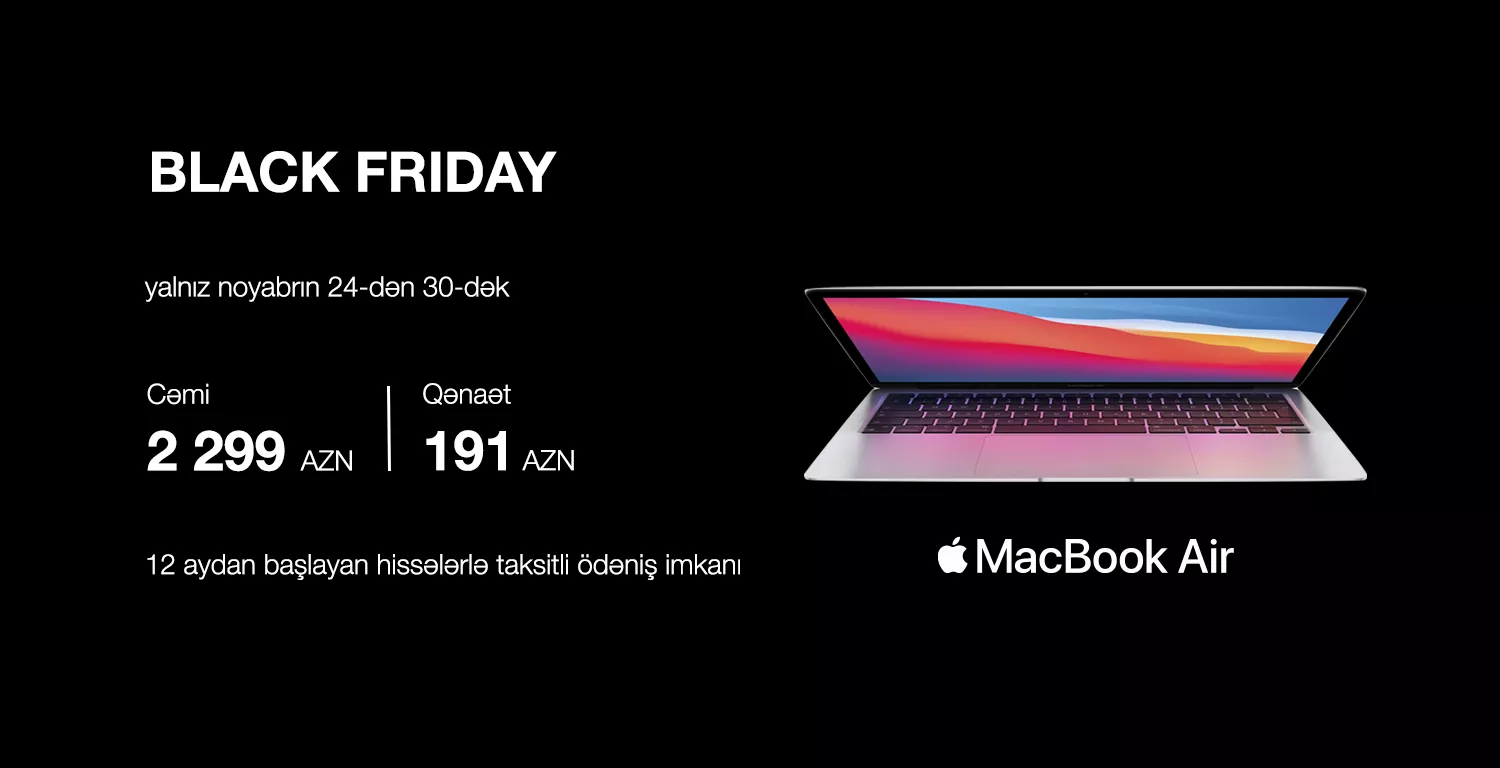 BLACK FRIDAY
yalnız noyabrın 24-dən 30-dək
Cəmi
2 299 AZN
Qənaət
191 AZN
12 aydan başlayan hissələrlə taksitli ödəniş imkanı
MacBook Air